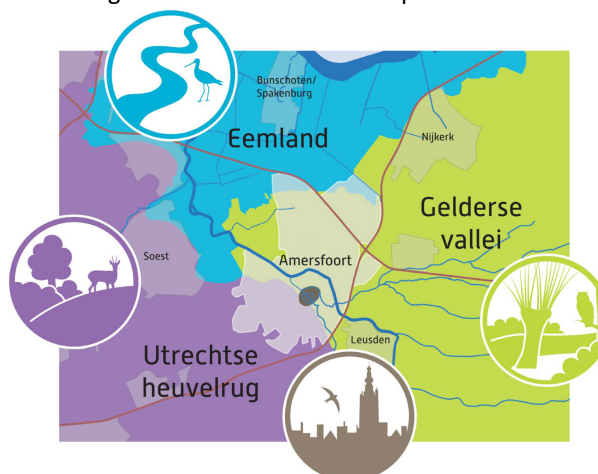 Bunschoten/
Spakenburg
Eemland
Nijkerk
Gelderse
vallei
Soest
Amersfoort
Leusden
Utrechtse
heuvelrug